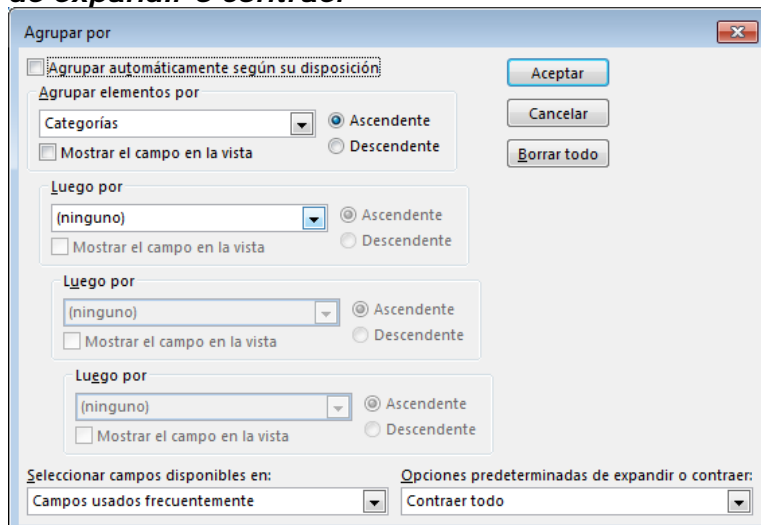 de expandir o contraer
Agrupar por
Agrupar automáticamente según su disposición
Aceptar
Agrupar elementos por
Categorías
Ascendente
Cancelar
Mostrar el campo en la vista
Descendente
Borrar todo
Luego por
(ninguno)
Ascendente
Mostrar el campo en la vista
Descendente
Luego por
(ninguno)
Ascendente
Mostrar el campo en la vista
Descendente
Luego por
(ninguno)
Ascendente
Mostrar el campo en la vista
Descendente
Seleccionar campos disponibles en:
Opciones predeterminadas de expandir o contraer:
Campos usados frecuentemente
Contraer todo